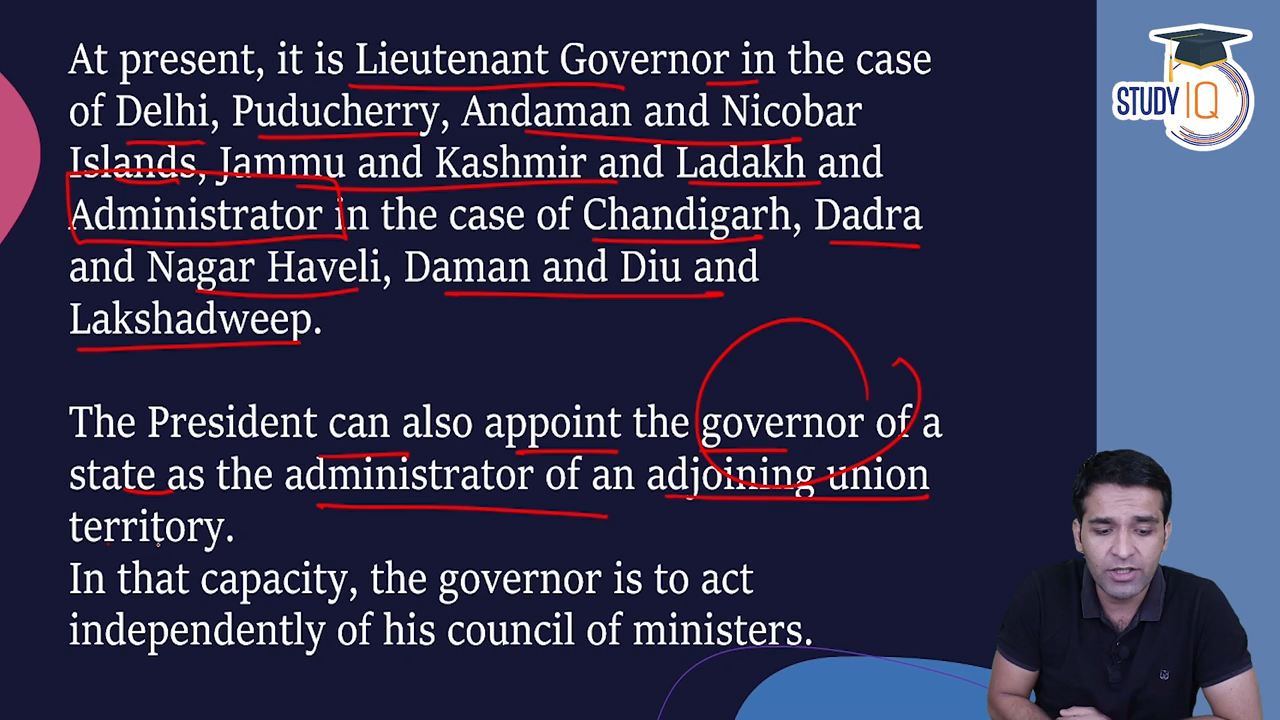 At present, it is Lieutenant Governor in the case
of Delhi, Puducherry, Andaman and Nicobar
Islands, Jammu and Kashmir and Ladakh and
Administrator in the case of Chandigarh, Dadra
and Nagar Haveli, Daman and Diu and
Lakshadweep.
The President can also appoint the governor of a
state as the administrator of an adjoining union
territory.
In that capacity, the governor is to act
independently of his council of ministers.
STUDY IQ